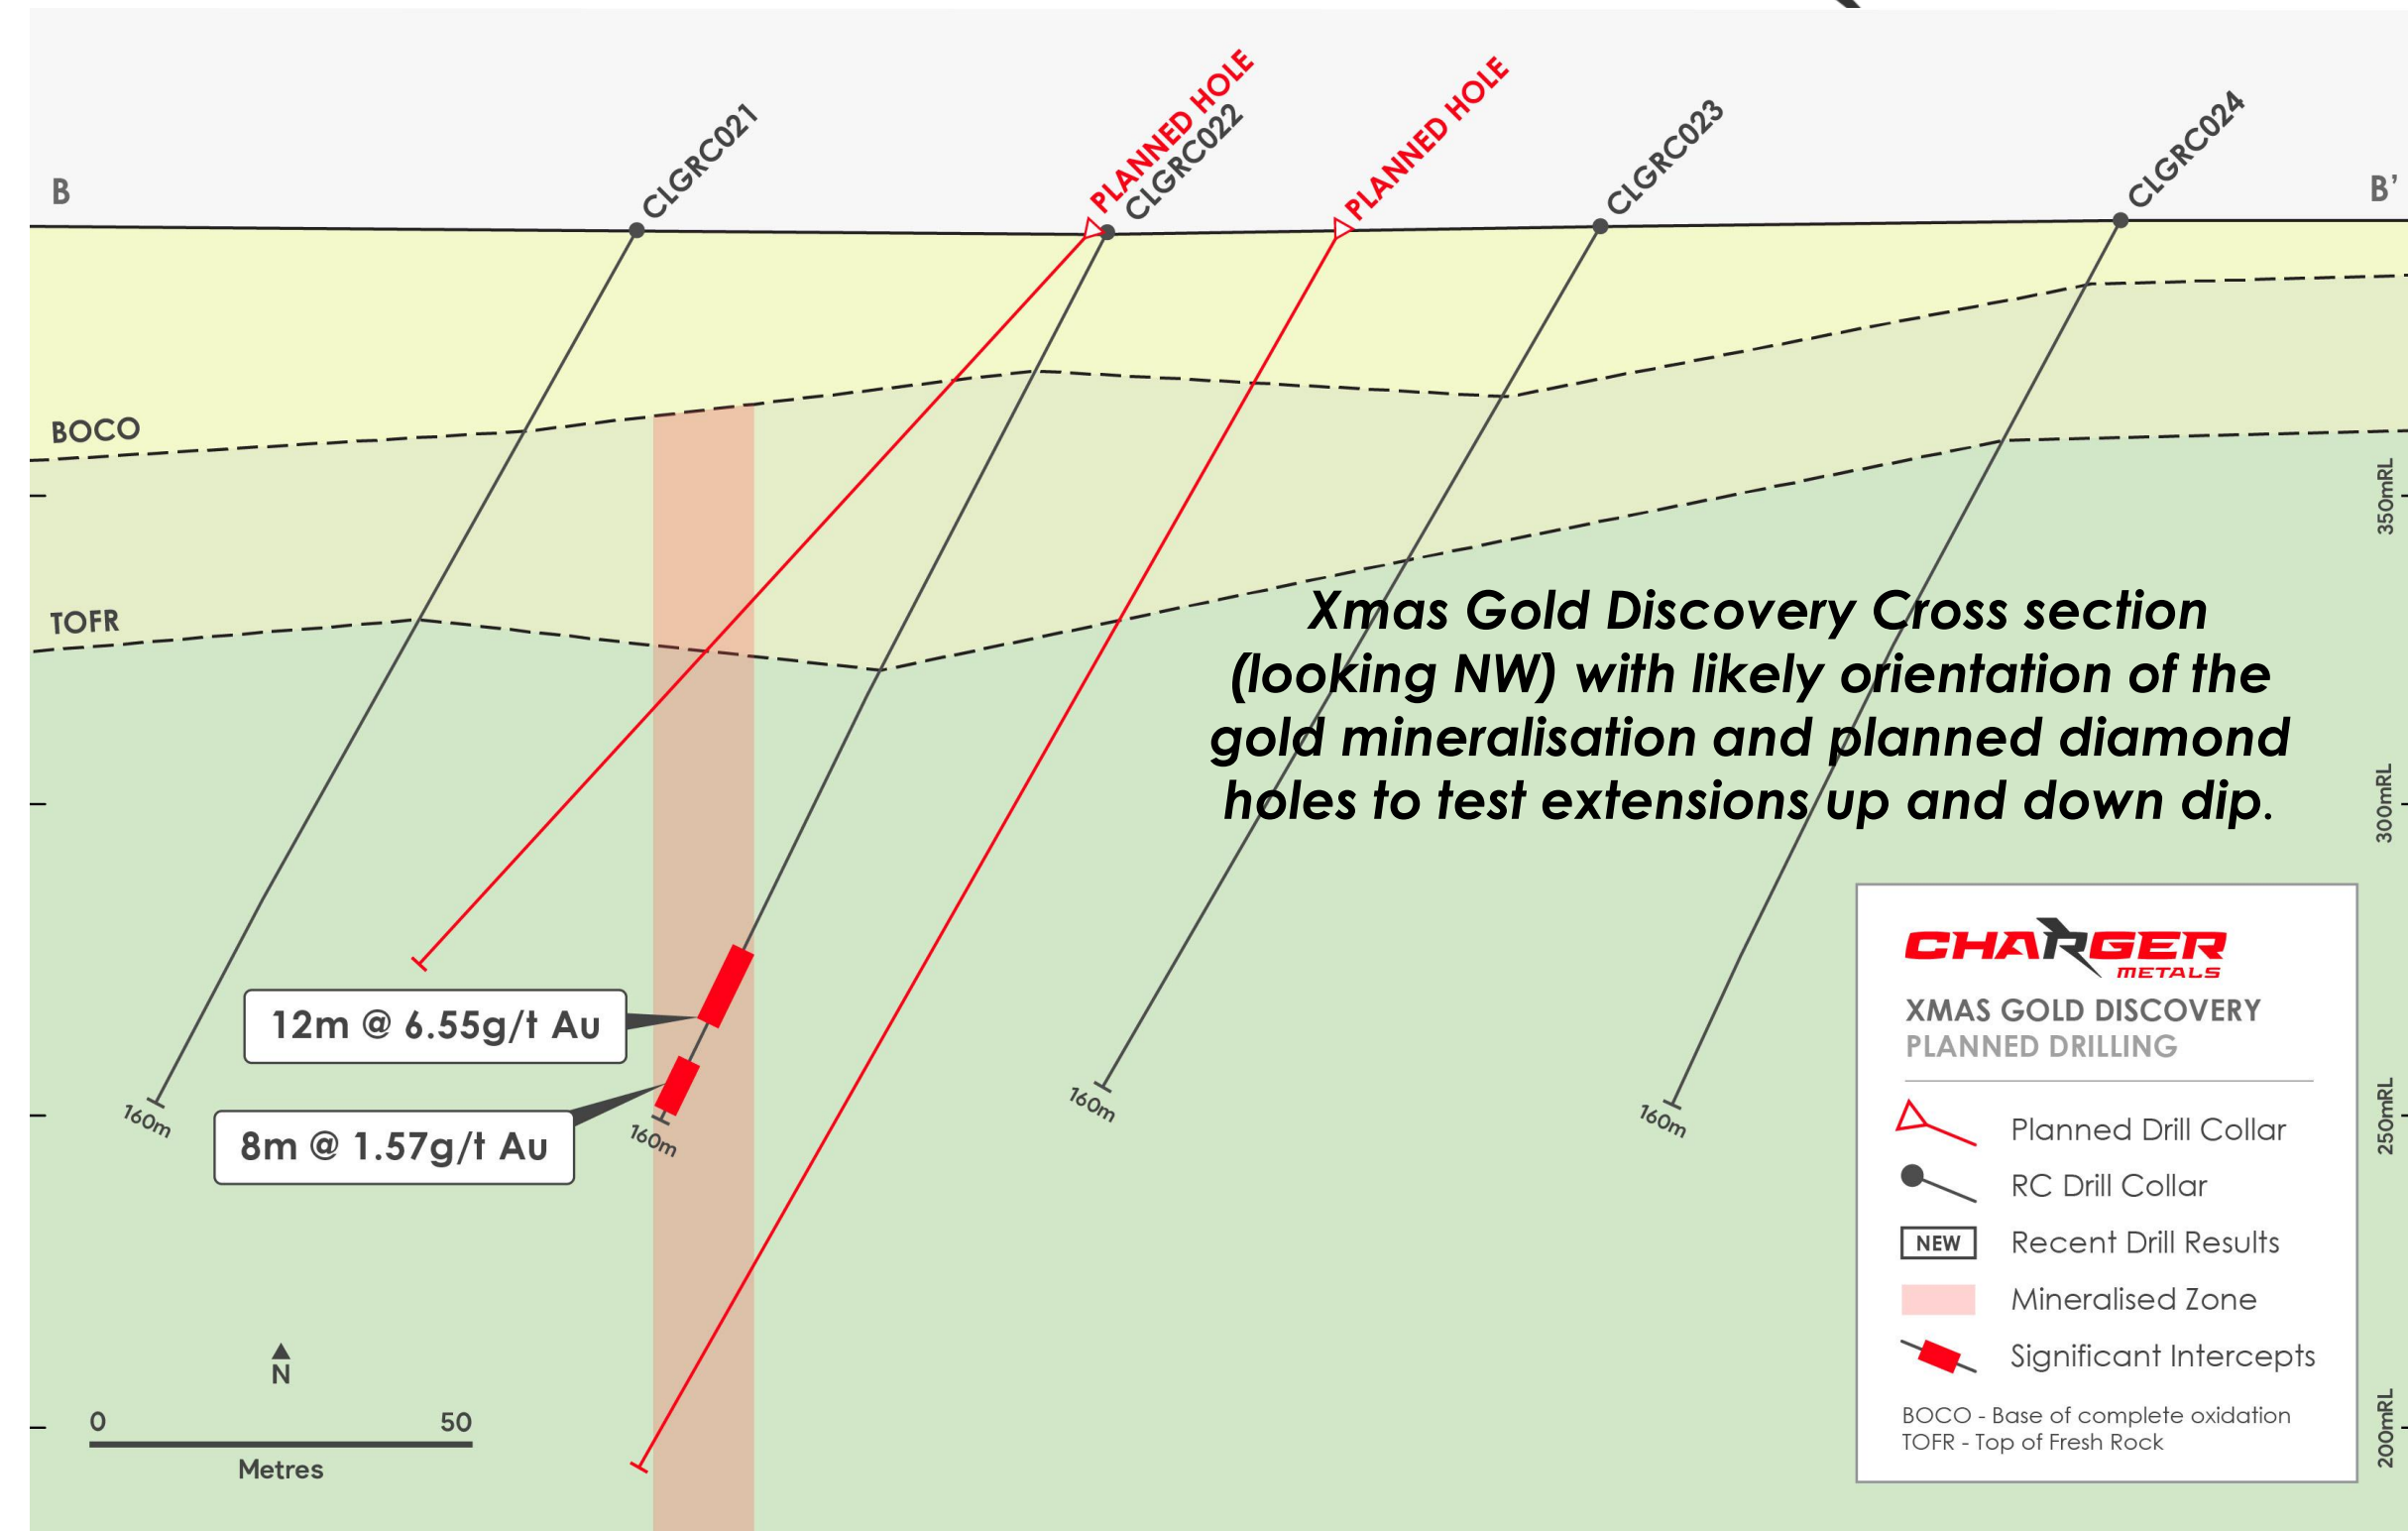 PLANNED HOLE
PLANNED HOLE
CLGRC021
CLGRC022
CLGRC023
CLGRC024
B
B’
BOCO
TOFR
350mRL
300mRL
250mRL
200mRL
Xmas Gold Discovery Cross section
(looking NW) with likely orientation of the
gold mineralisation and planned diamond
holes to test extensions up and down dip.
12m @ 6.55g/t Au
8m @ 1.57g/t Au
160m
160m
160m
160m
N
0 50
Metres
CHARGER
METALS
XMAS GOLD DISCOVERY
PLANNED DRILLING
Planned Drill Collar
RC Drill Collar
NEW Recent Drill Results
Mineralised Zone
Significant Intercepts
BOCO - Base of complete oxidation
TOFR - Top of Fresh Rock